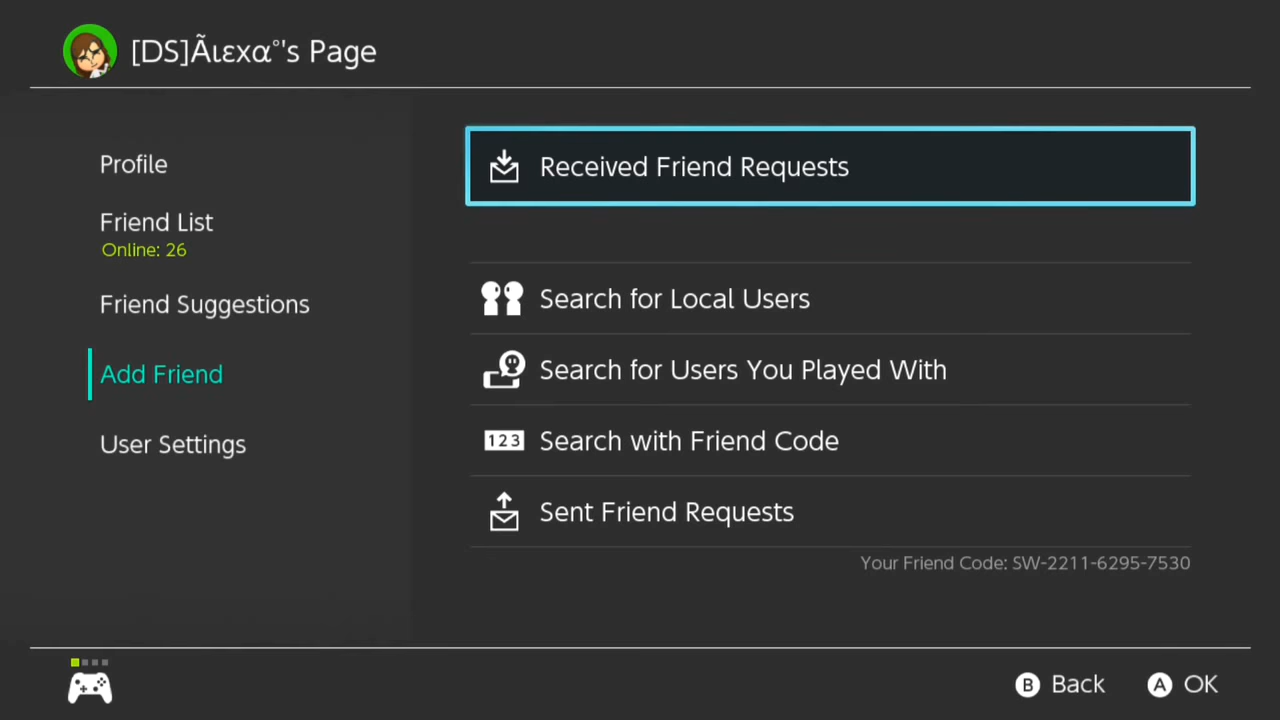 [DS]Ãιεxα°'s Page
Profile
Friend List
Online: 26
Friend Suggestions
Add Friend
User Settings
Received Friend Requests
Search for Local Users
Search for Users You Played With
123 Search with Friend Code
Sent Friend Requests
Your Friend Code: SW-2211-6295-7530
B Back A OK